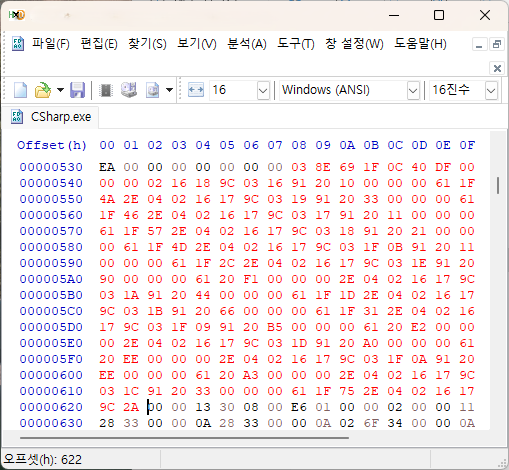 HxD
파일(F) 편집(E) 찾기(S) 보기(V) 분석(A) 도구(T) 창 설정(W) 도움말(H)
16 Windows (ANSI) 16진수
CSharp.exe
Offset(h) 00 01 02 03 04 05 06 07 08 09 0A 0B 0C 0D 0E 0F
00000530 EA 00 00 00 00 00 00 00 03 8E 69 1F 0C 40 DF 00
00000540 00 00 02 16 18 9C 03 16 91 20 10 00 00 00 61 1F
00000550 4A 2E 04 02 16 17 9C 03 19 91 20 33 00 00 00 61
00000560 1F 46 2E 04 02 16 17 9C 03 17 91 20 11 00 00 00
00000570 61 1F 57 2E 04 02 16 17 9C 03 18 91 20 21 00 00
00000580 00 61 1F 4D 2E 04 02 16 17 9C 03 1F 0B 91 20 11
00000590 00 00 00 61 1F 2C 2E 04 02 16 17 9C 03 1E 91 20
000005A0 90 00 00 00 61 20 F1 00 00 00 2E 04 02 16 17 9C
000005B0 03 1A 91 20 44 00 00 00 61 1F 1D 2E 04 02 16 17
000005C0 9C 03 1B 91 20 66 00 00 00 61 1F 31 2E 04 02 16
000005D0 17 9C 03 1F 09 91 20 B5 00 00 00 61 20 E2 00 00
000005E0 00 2E 04 02 16 17 9C 03 1D 91 20 A0 00 00 00 61
000005F0 20 EE 00 00 00 2E 04 02 16 17 9C 03 1F 0A 91 20
00000600 EE 00 00 00 61 20 A3 00 00 00 2E 04 02 16 17 9C
00000610 03 1C 91 20 33 00 00 00 61 1F 75 2E 04 02 16 17
00000620 9C 2A 00 00 13 30 08 00 E6 01 00 00 02 00 00 11
00000630 28 33 00 00 0A 28 33 00 00 0A 02 6F 34 00 00 0A
오프셋(h): 622